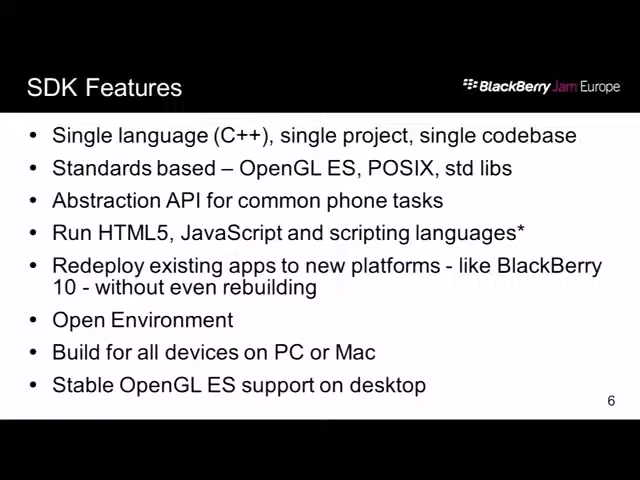 SDK Features
BlackBerry Jam Europe
• Single language (C++), single project, single codebase
• Standards based – OpenGL ES, POSIX, std libs
• Abstraction API for common phone tasks
• Run HTML5, JavaScript and scripting languages*
• Redeploy existing apps to new platforms - like BlackBerry
10 - without even rebuilding
• Open Environment
• Build for all devices on PC or Mac
• Stable OpenGL ES support on desktop
6